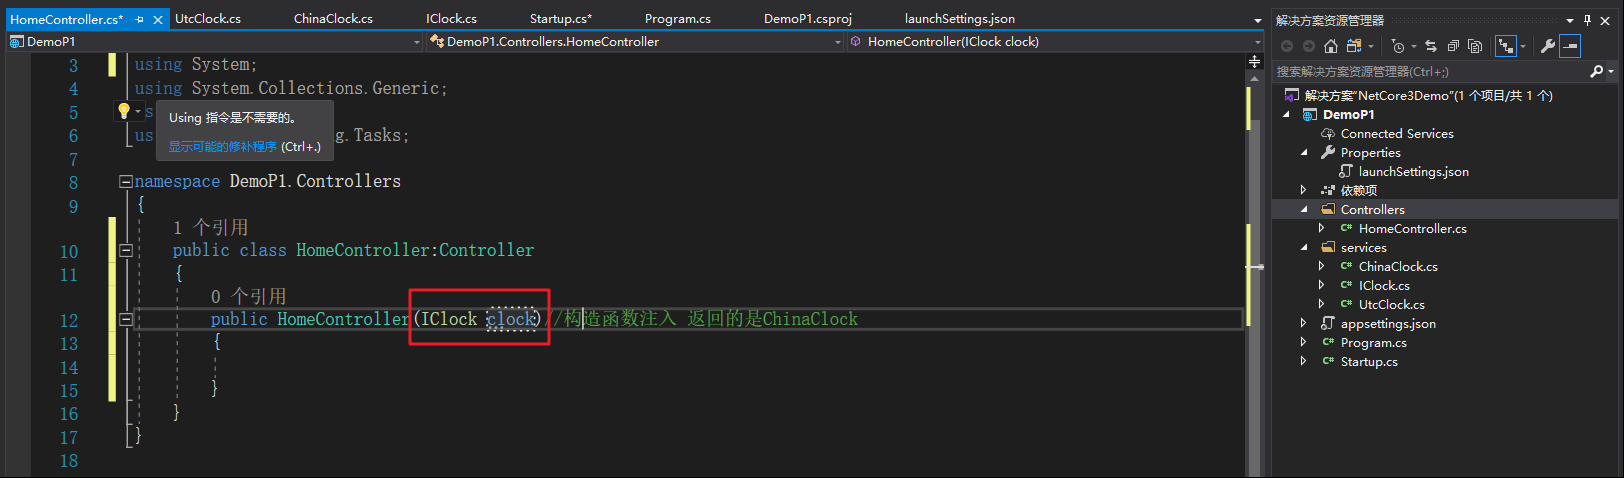 HomeController.cs* UtcClock.cs ChinaClock.cs IClock.cs Startup.cs* Program.cs DemoP1.csproj launchSettings.json
DemoP1 DemoP1.Controllers.HomeController HomeController(IClock clock)
3 using System;
4 using System.Collections.Generic;
5 s
Using 指令是不需要的。
显示可能的修补程序 (Ctrl+.)
6 us g.Tasks;
7
8 namespace DemoP1.Controllers
9 {
1 个引用
10 public class HomeController:Controller
11 {
0 个引用
12 public HomeController(IClock clock)//构造函数注入 返回的是ChinaClock
13 {
14
15 }
16 }
17 }
18
解决方案资源管理器
搜索解决方案资源管理器(Ctrl+;)
解决方案"NetCore3Demo"(1 个项目/共 1 个)
DemoP1
Connected Services
Properties
launchSettings.json
依赖项
Controllers
C# HomeController.cs
services
C# ChinaClock.cs
C# IClock.cs
C# UtcClock.cs
appsettings.json
C# Program.cs
C# Startup.cs